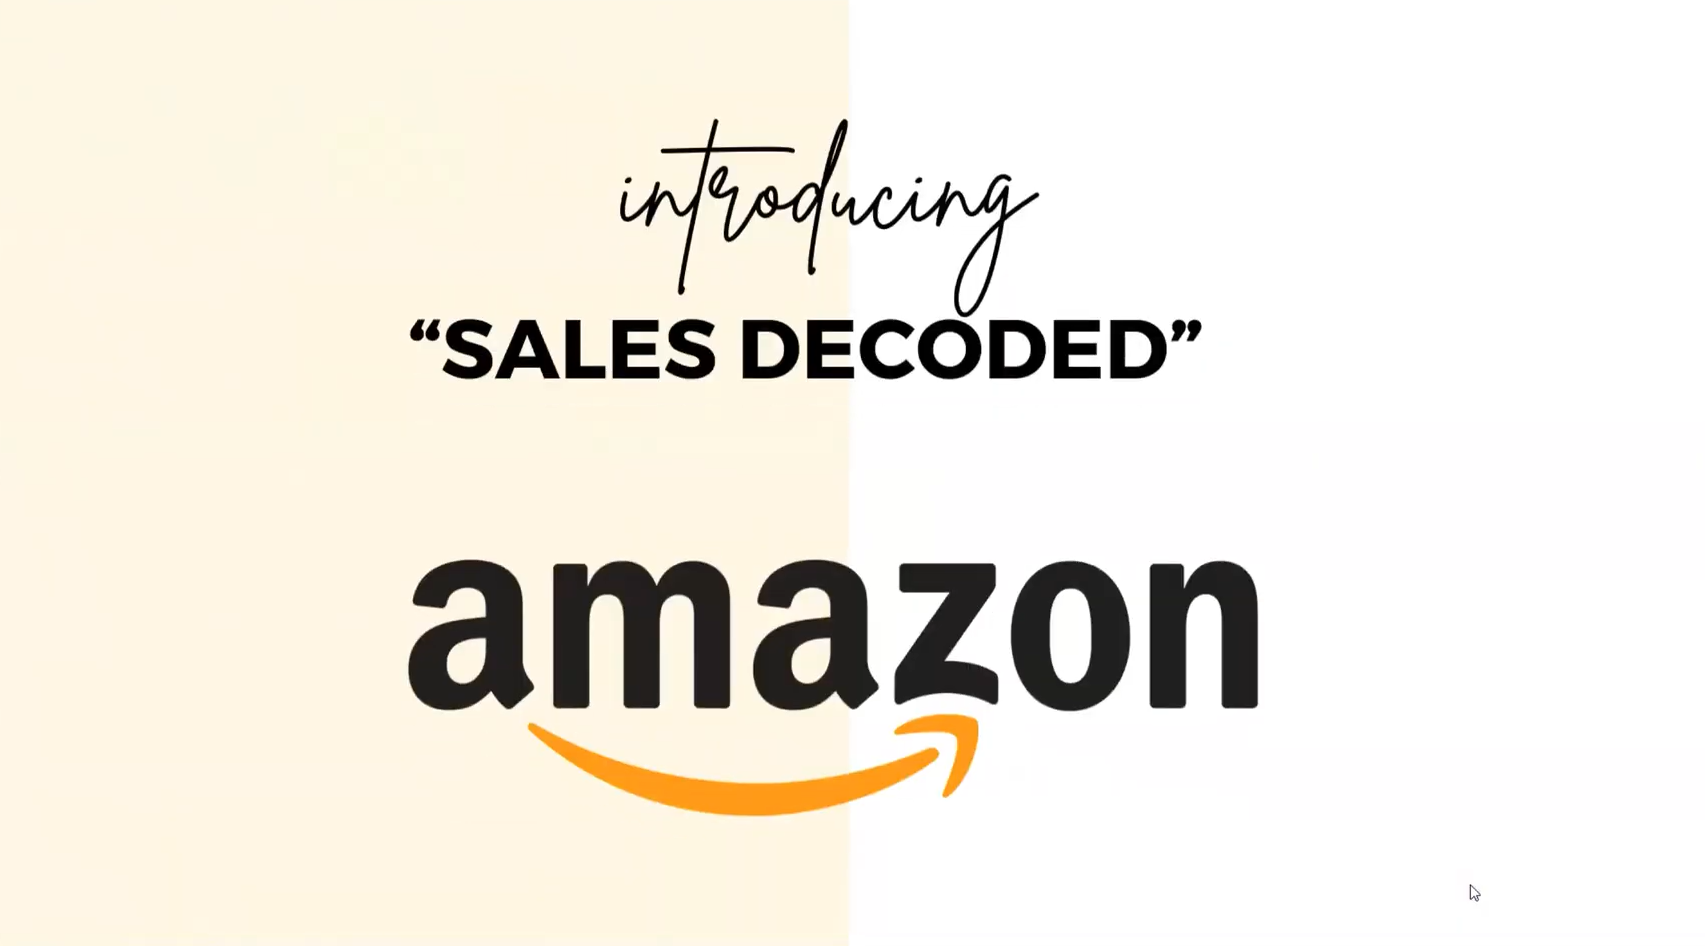 introducing
“SALES DECODED”
amazon